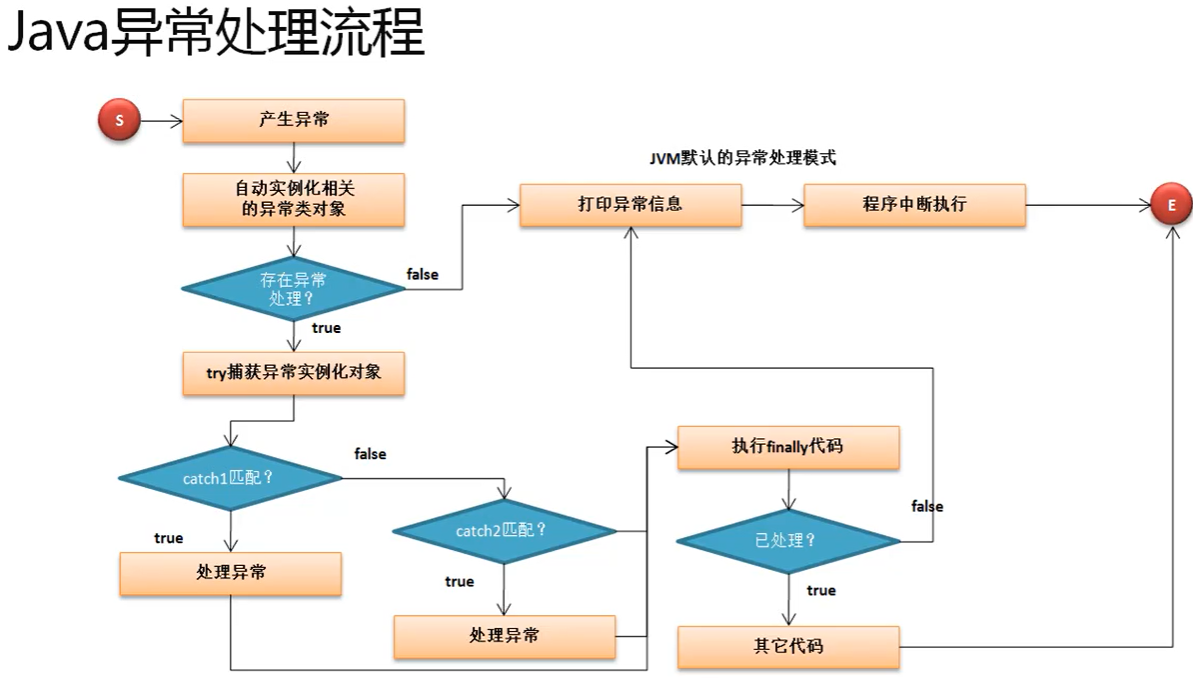 Java异常处理流程
S
产生异常
JVM默认的异常处理模式
自动实例化相关
的异常类对象
打印异常信息
程序中断执行
E
false
存在异常
处理？
true
try捕获异常实例化对象
执行finally代码
false
catch1匹配？
false
catch2匹配？
已处理？
true
处理异常
true
true
处理异常
其它代码